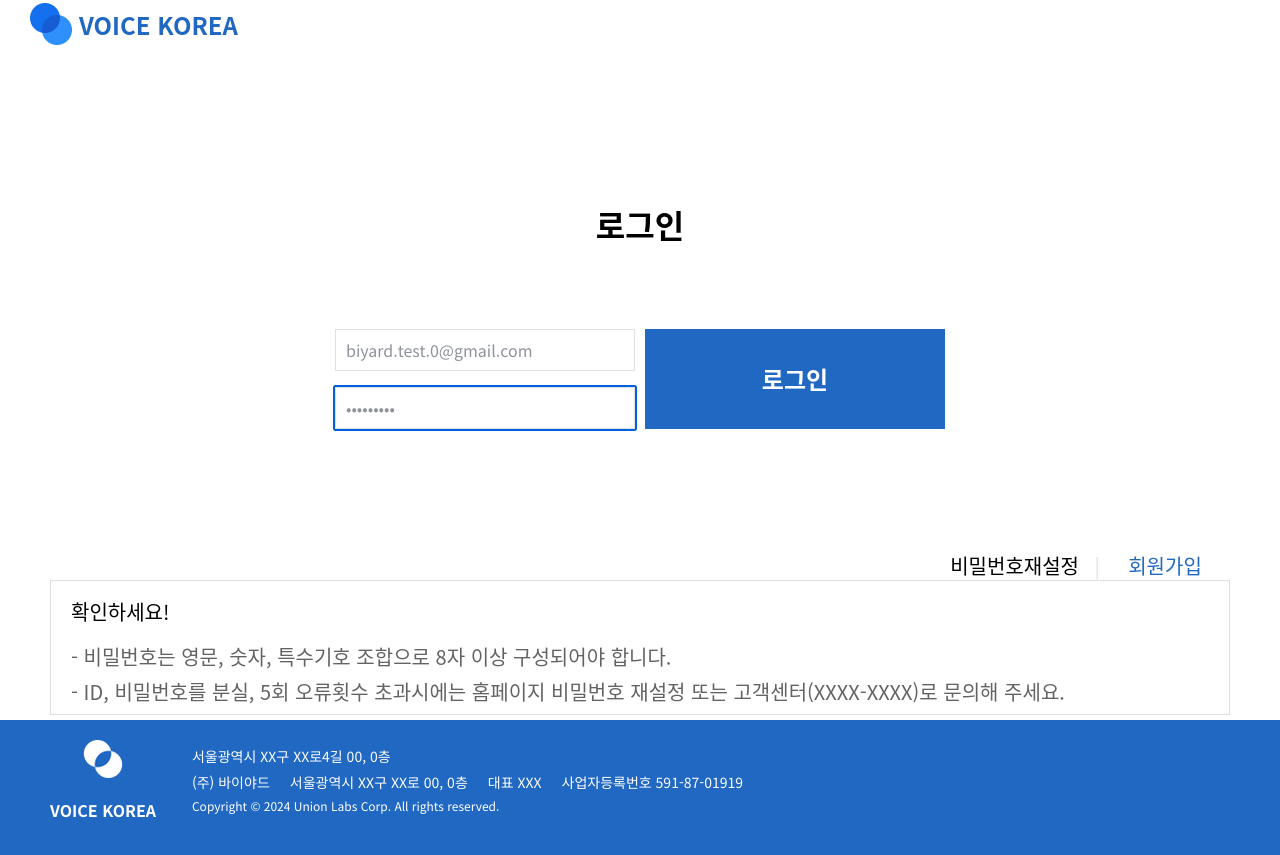 VOICE KOREA
로그인
biyard.test.0@gmail.com
•••••••••
로그인
비밀번호재설정 | 회원가입
확인하세요!
- 비밀번호는 영문, 숫자, 특수기호 조합으로 8자 이상 구성되어야 합니다.
- ID, 비밀번호를 분실, 5회 오류횟수 초과시에는 홈페이지 비밀번호 재설정 또는 고객센터(XXXX-XXXX)로 문의해 주세요.
VOICE KOREA
서울광역시 XX구 XX로4길 00, 0층
(주) 바이야드 서울광역시 XX구 XX로 00, 0층 대표 XXX 사업자등록번호 591-87-01919
Copyright © 2024 Union Labs Corp. All rights reserved.